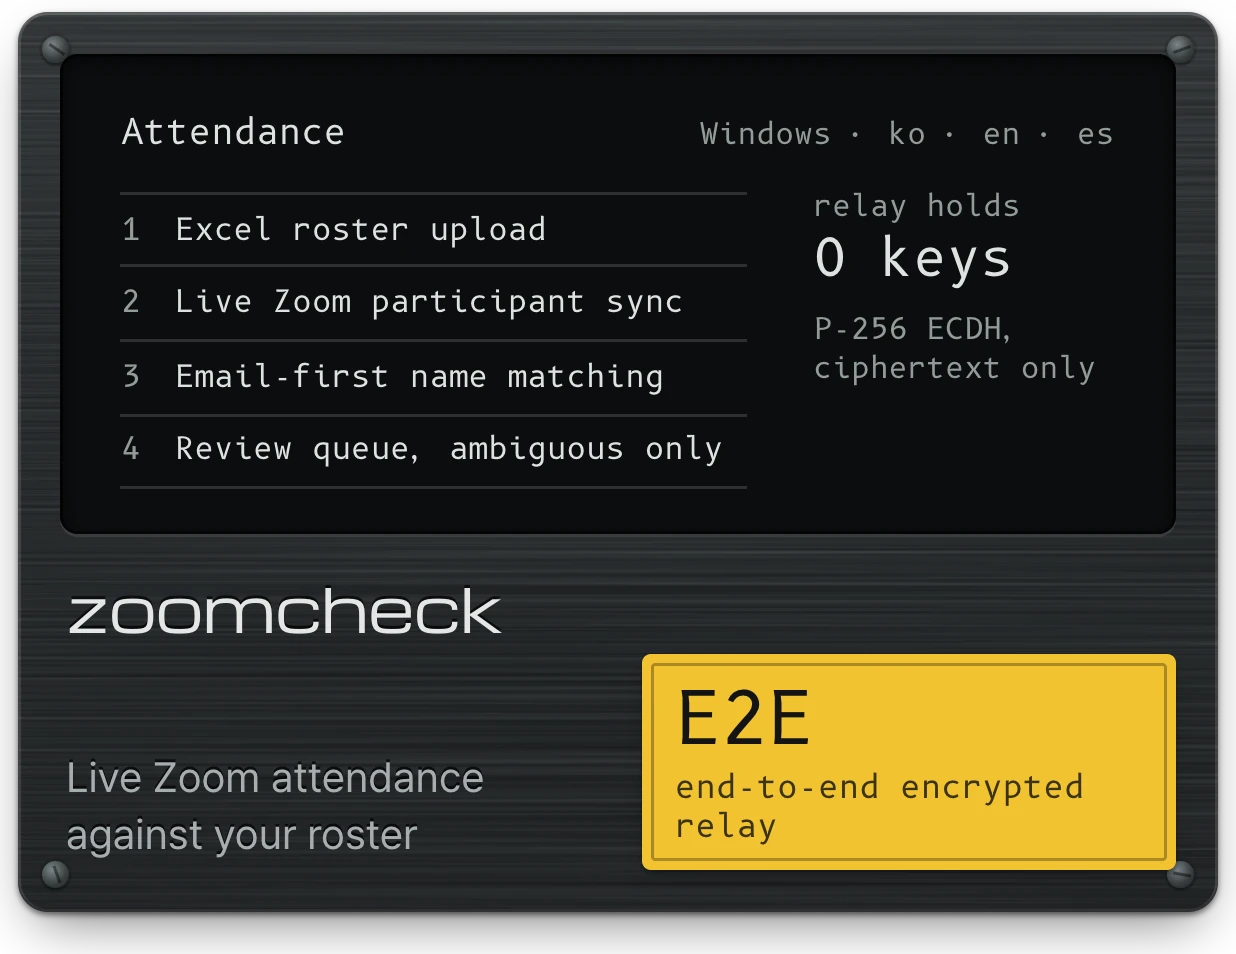 Attendance
Windows · ko · en · es
1 Excel roster upload
2 Live Zoom participant sync
3 Email-first name matching
4 Review queue, ambiguous only
relay holds
0 keys
P-256 ECDH,
ciphertext only
zoomcheck
Live Zoom attendance
against your roster
E2E
end-to-end encrypted
relay